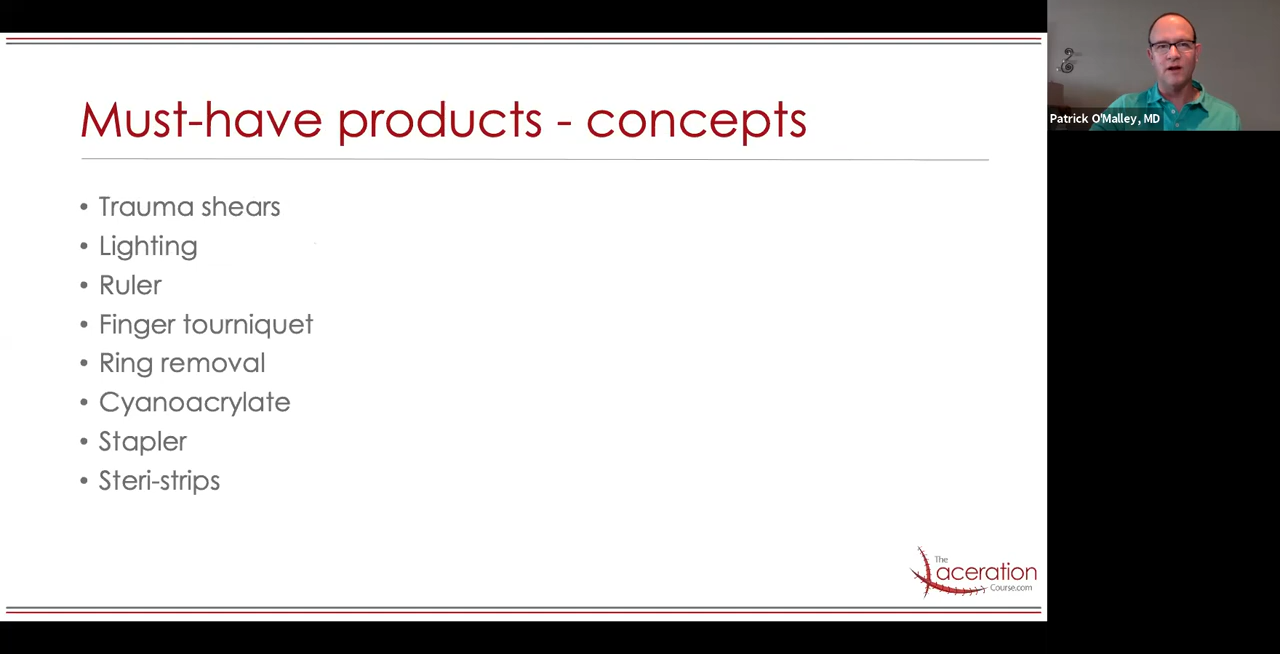 Must-have products - concepts
• Trauma shears
• Lighting
• Ruler
• Finger tourniquet
• Ring removal
• Cyanoacrylate
• Stapler
• Steri-strips
The
Laceration
Course.com
Patrick O'Malley, MD